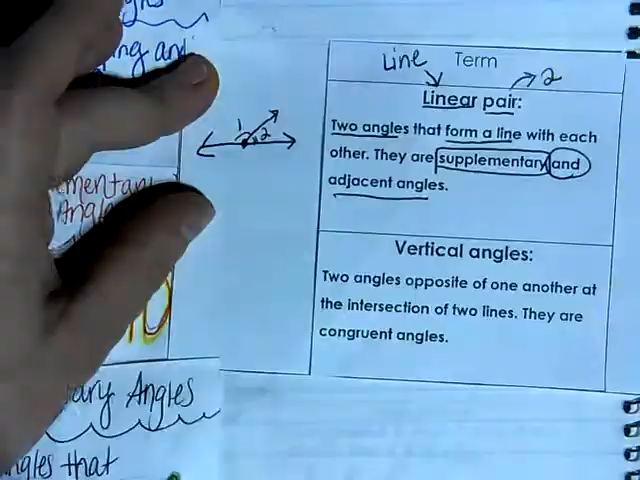 Line Term
2
Linear pair:
1
2
Two angles that form a line with each
other. They are supplementary and
adjacent angles.
Vertical angles:
Two angles opposite of one another at
the intersection of two lines. They are
congruent angles.
Angles
Angles
that